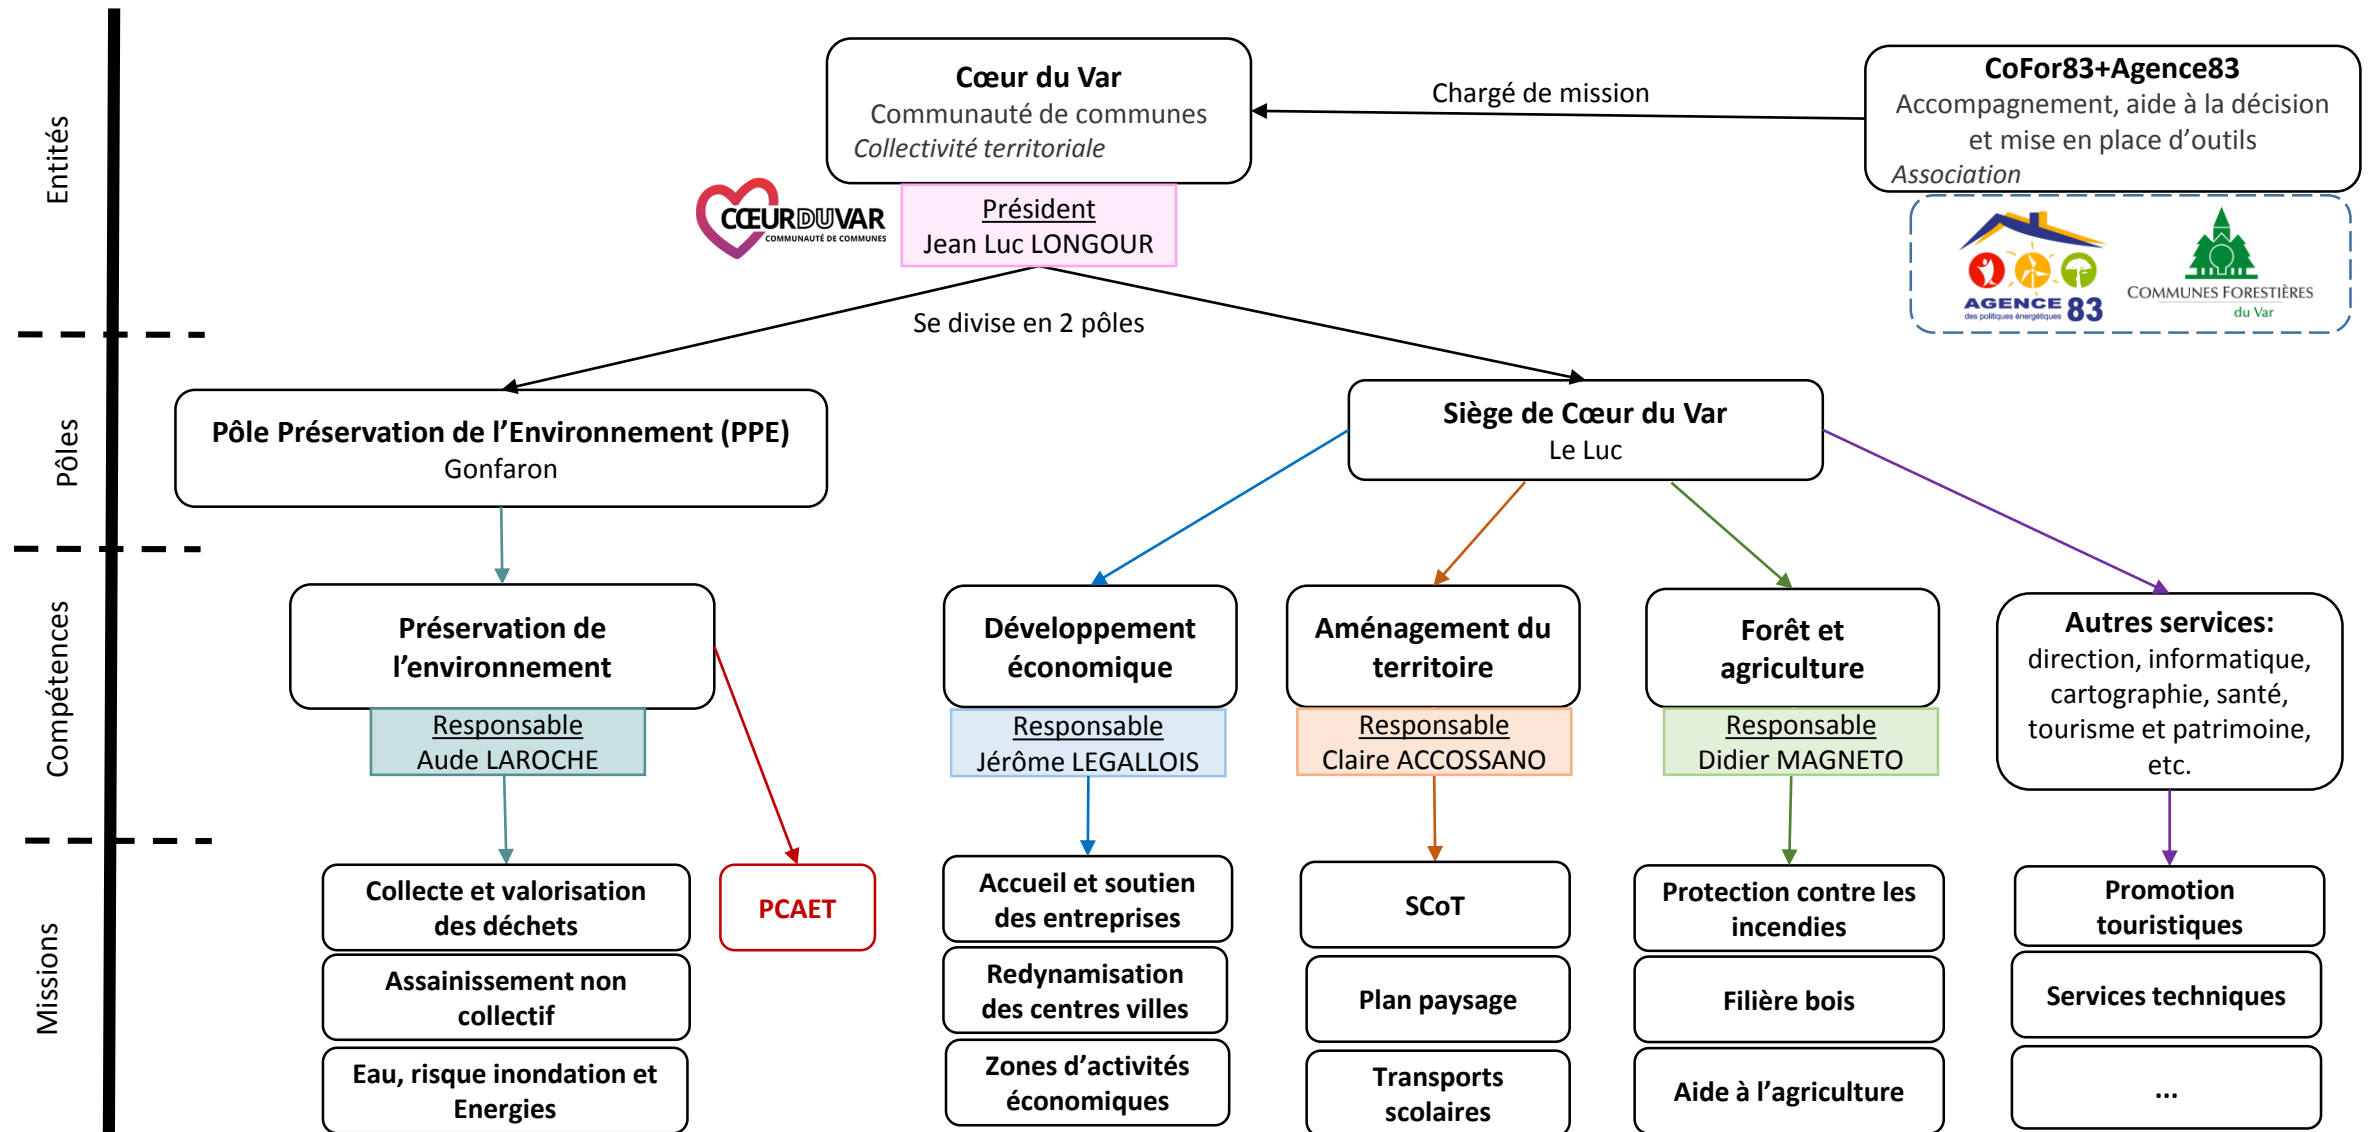 Entités
Cœur du Var
Communauté de communes
Collectivité territoriale
Chargé de mission
CoFor83+Agence83
Accompagnement, aide à la décision
et mise en place d'outils
Association
CŒURDUVAR
COMMUNAUTÉ DE COMMUNES
Président
Jean Luc LONGOUR
AGENCE 83
des politiques énergétiques
COMMUNES FORESTIÈRES
du Var
Se divise en 2 pôles
Pôles
Pôle Préservation de l'Environnement (PPE)
Gonfaron
Siège de Cœur du Var
Le Luc
Compétences
Préservation de
l'environnement
Responsable
Aude LAROCHE
Développement
économique
Responsable
Jérôme LEGALLOIS
Aménagement du
territoire
Responsable
Claire ACCOSSANO
Forêt et
agriculture
Responsable
Didier MAGNETO
Autres services:
direction, informatique,
cartographie, santé,
tourisme et patrimoine,
etc.
Missions
Collecte et valorisation
des déchets
Assainissement non
collectif
Eau, risque inondation et
Energies
PCAET
Accueil et soutien
des entreprises
Redynamisation
des centres villes
Zones d'activités
économiques
SCoT
Plan paysage
Transports
scolaires
Protection contre les
incendies
Filière bois
Aide à l'agriculture
Promotion
touristiques
Services techniques
...